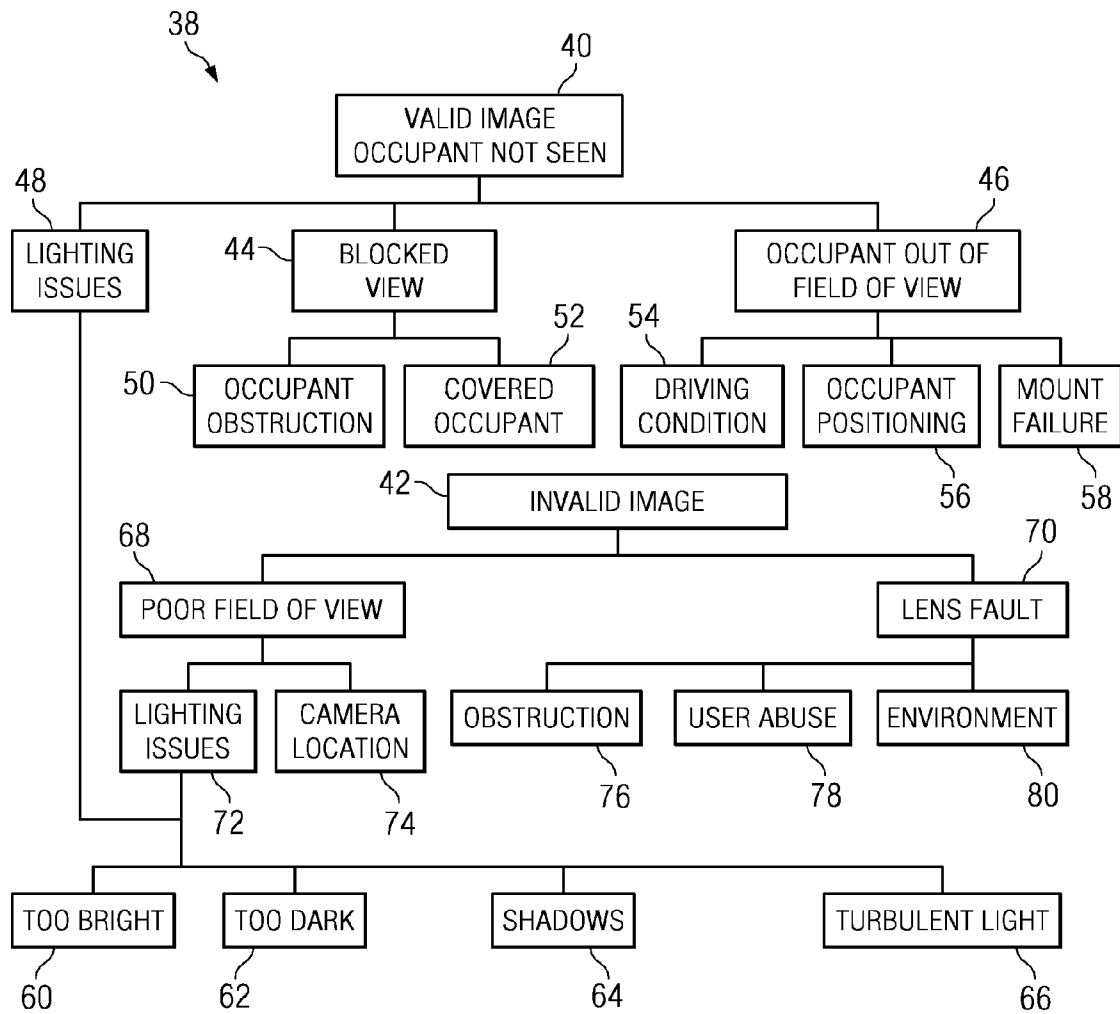 38
40
VALID IMAGE
OCCUPANT NOT SEEN
48
46
LIGHTING
ISSUES
44
BLOCKED
VIEW
OCCUPANT OUT OF
FIELD OF VIEW
52
54
50
OCCUPANT
OBSTRUCTION
COVERED
OCCUPANT
DRIVING
CONDITION
OCCUPANT
POSITIONING
MOUNT
FAILURE
56
58
42
INVALID IMAGE
68
70
POOR FIELD OF VIEW
LENS FAULT
LIGHTING
ISSUES
CAMERA
LOCATION
OBSTRUCTION
USER ABUSE
ENVIRONMENT
72
74
76
78
80
TOO BRIGHT
TOO DARK
SHADOWS
TURBULENT LIGHT
60
62
64
66